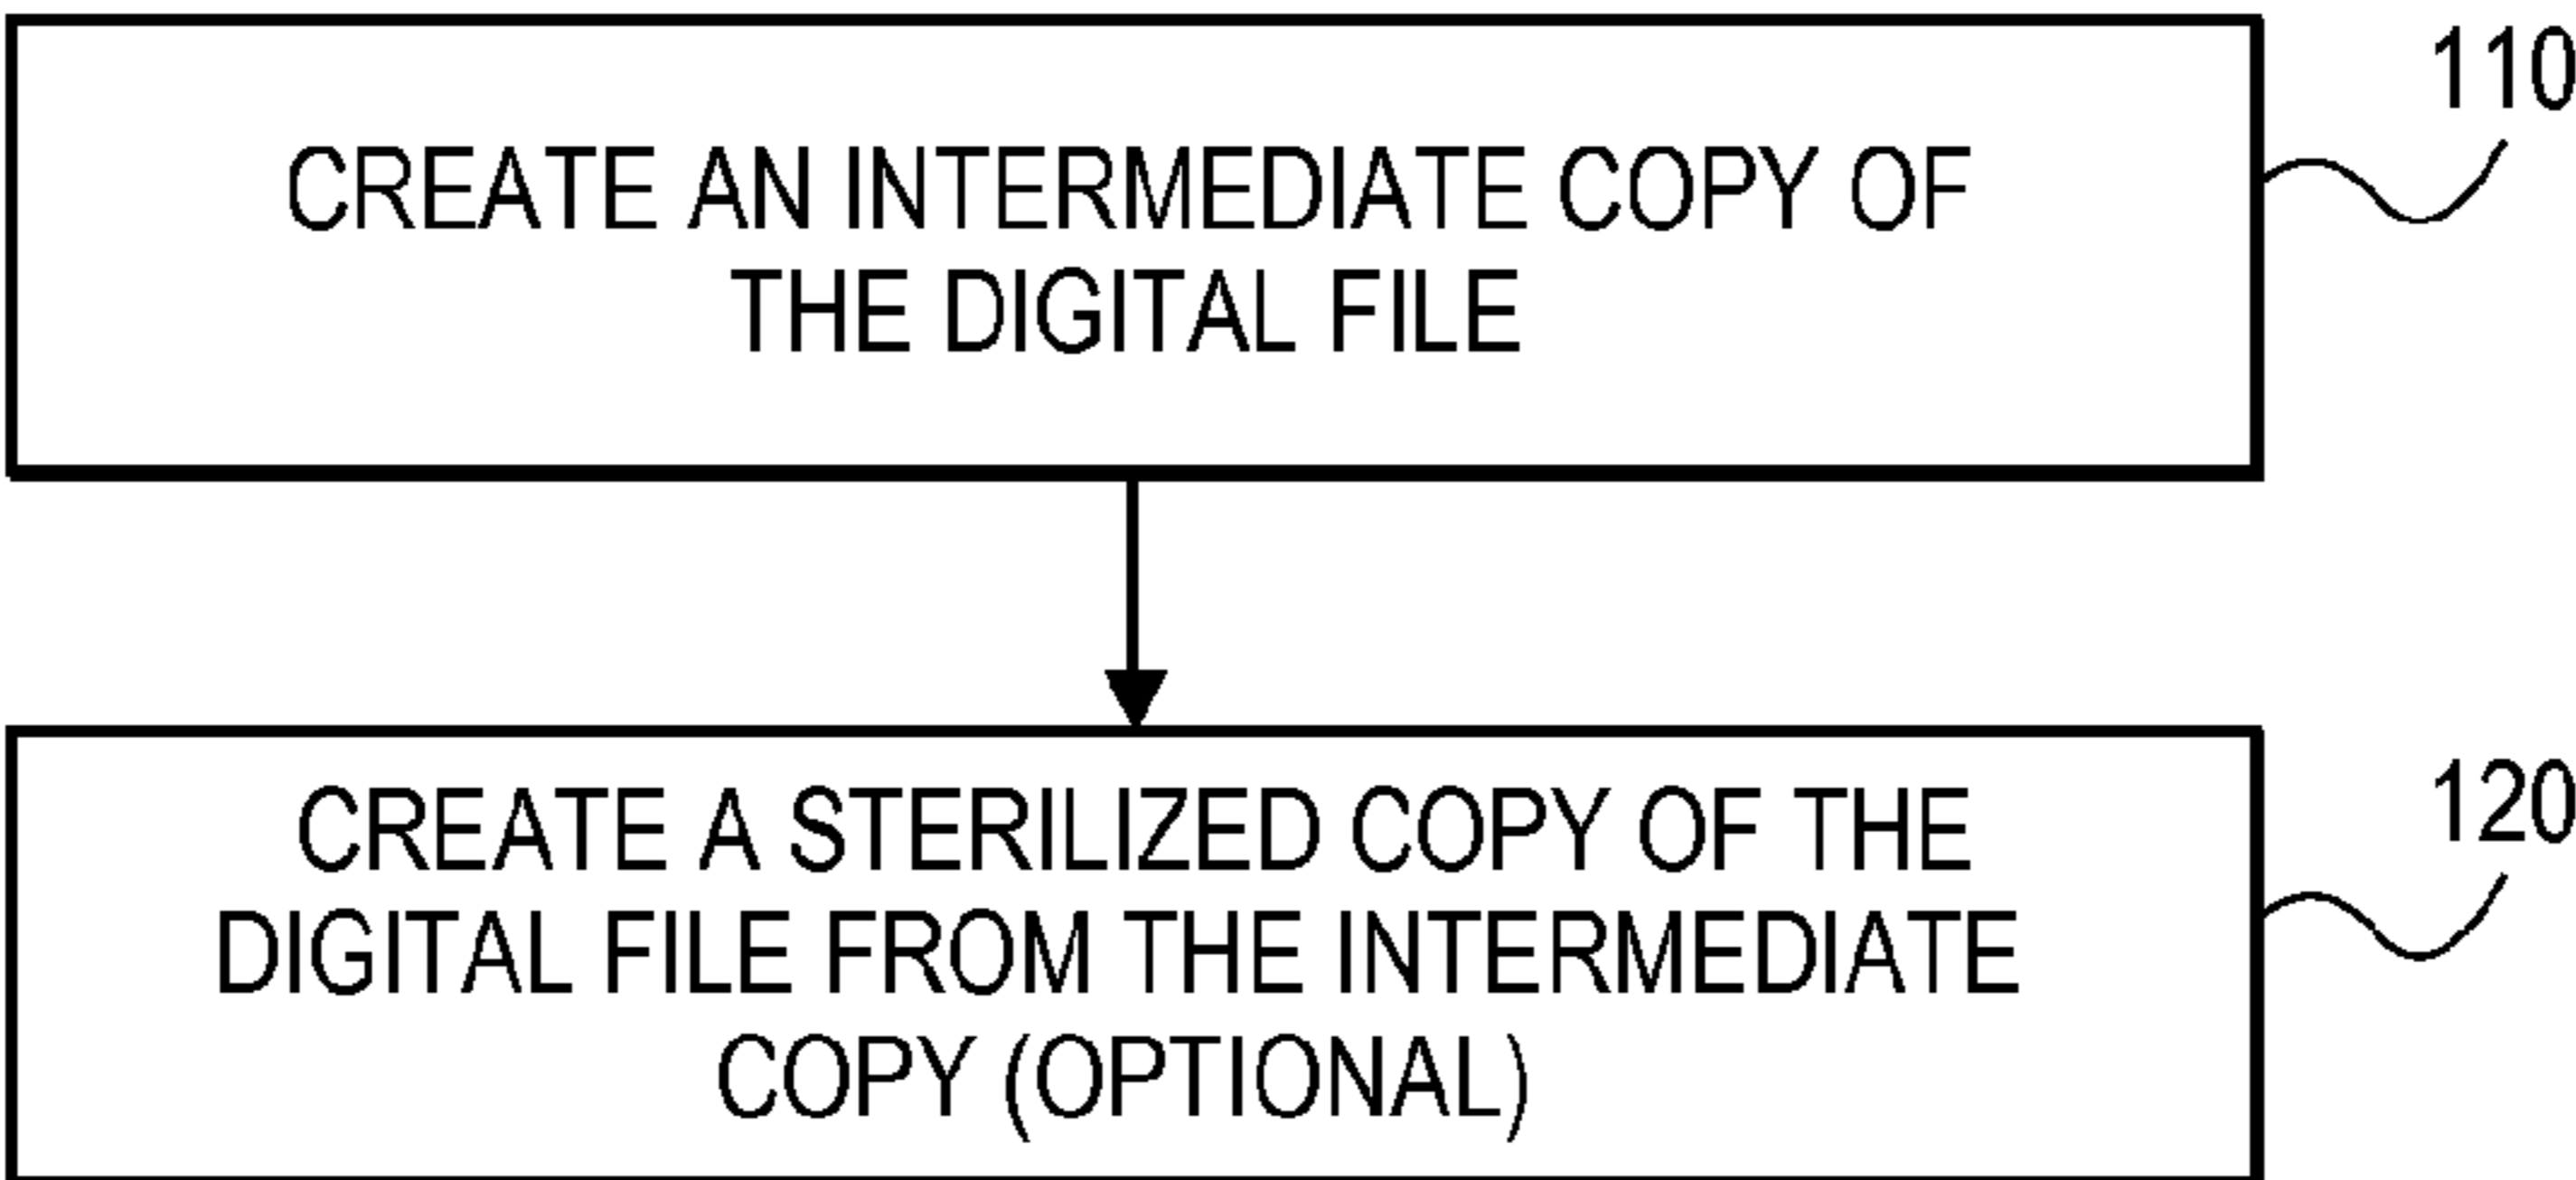 110
CREATE AN INTERMEDIATE COPY OF
THE DIGITAL FILE
120
CREATE A STERILIZED COPY OF THE
DIGITAL FILE FROM THE INTERMEDIATE
COPY (OPTIONAL)